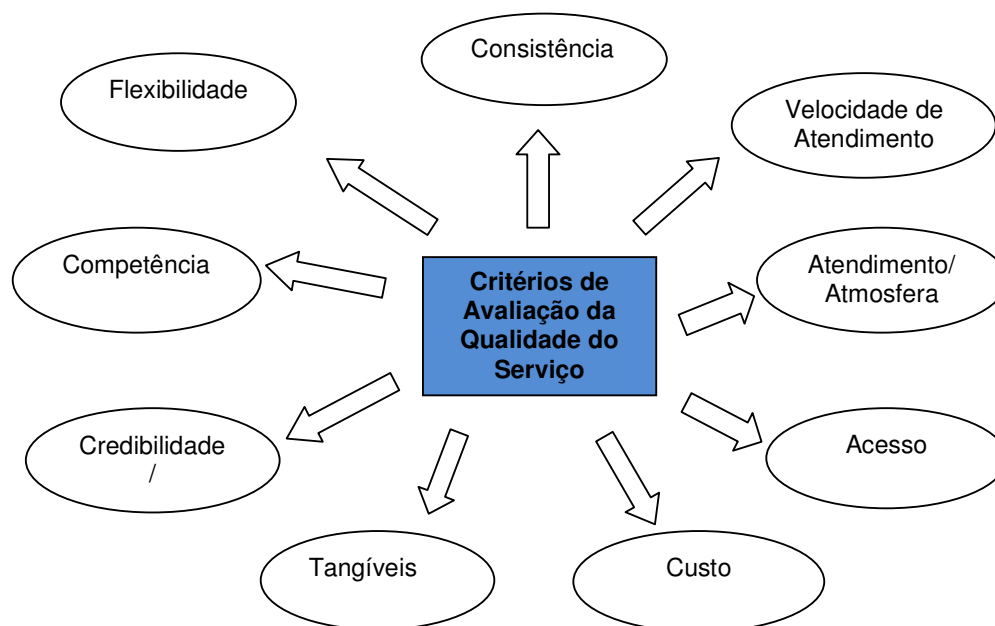 Consistência
Flexibilidade
Velocidade de
Atendimento
Competência
Critérios de
Avaliação da
Qualidade do
Serviço
Atendimento/
Atmosfera
Credibilidade
/
Acesso
Tangíveis
Custo